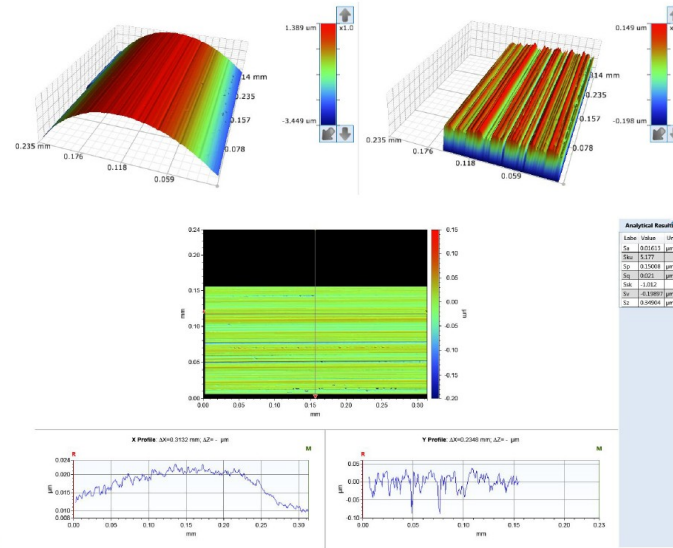 1.389 um
x1.0
14 mm
0.235
0.157
0.078
-3.449 um
0.235 mm
0.176
0.118
0.059
0.149 um
314 mm
0.235
0.157
0.078
-0.198 um
0.235 mm
0.176
0.118
0.059
0.24
0.20
0.15
0.10
0.05
0.00
mm
0.00
0.05
0.10
0.15
0.20
0.25
0.30
mm
0.15
0.10
0.05
0.00
-0.05
-0.10
-0.15
-0.20
µm
Analytical Results
Value
Sa 0.01613 µm
Sku 5.177
Sp 0.15008 µm
Sq 0.021 µm
Ssk -1.012
Sv -0.19897 µm
Sz 0.34904 µm
X Profile: ΔX=0.3132 mm; ΔZ= - µm
R
M
0.024
0.020
0.015
0.010
0.008
µm
0.00
0.05
0.10
0.15
0.20
0.25
0.30
mm
Y Profile: ΔX=0.2348 mm; ΔZ= - µm
R
M
0.05
0.00
-0.05
-0.10
µm
0.00
0.05
0.10
0.15
0.20
0.23
mm